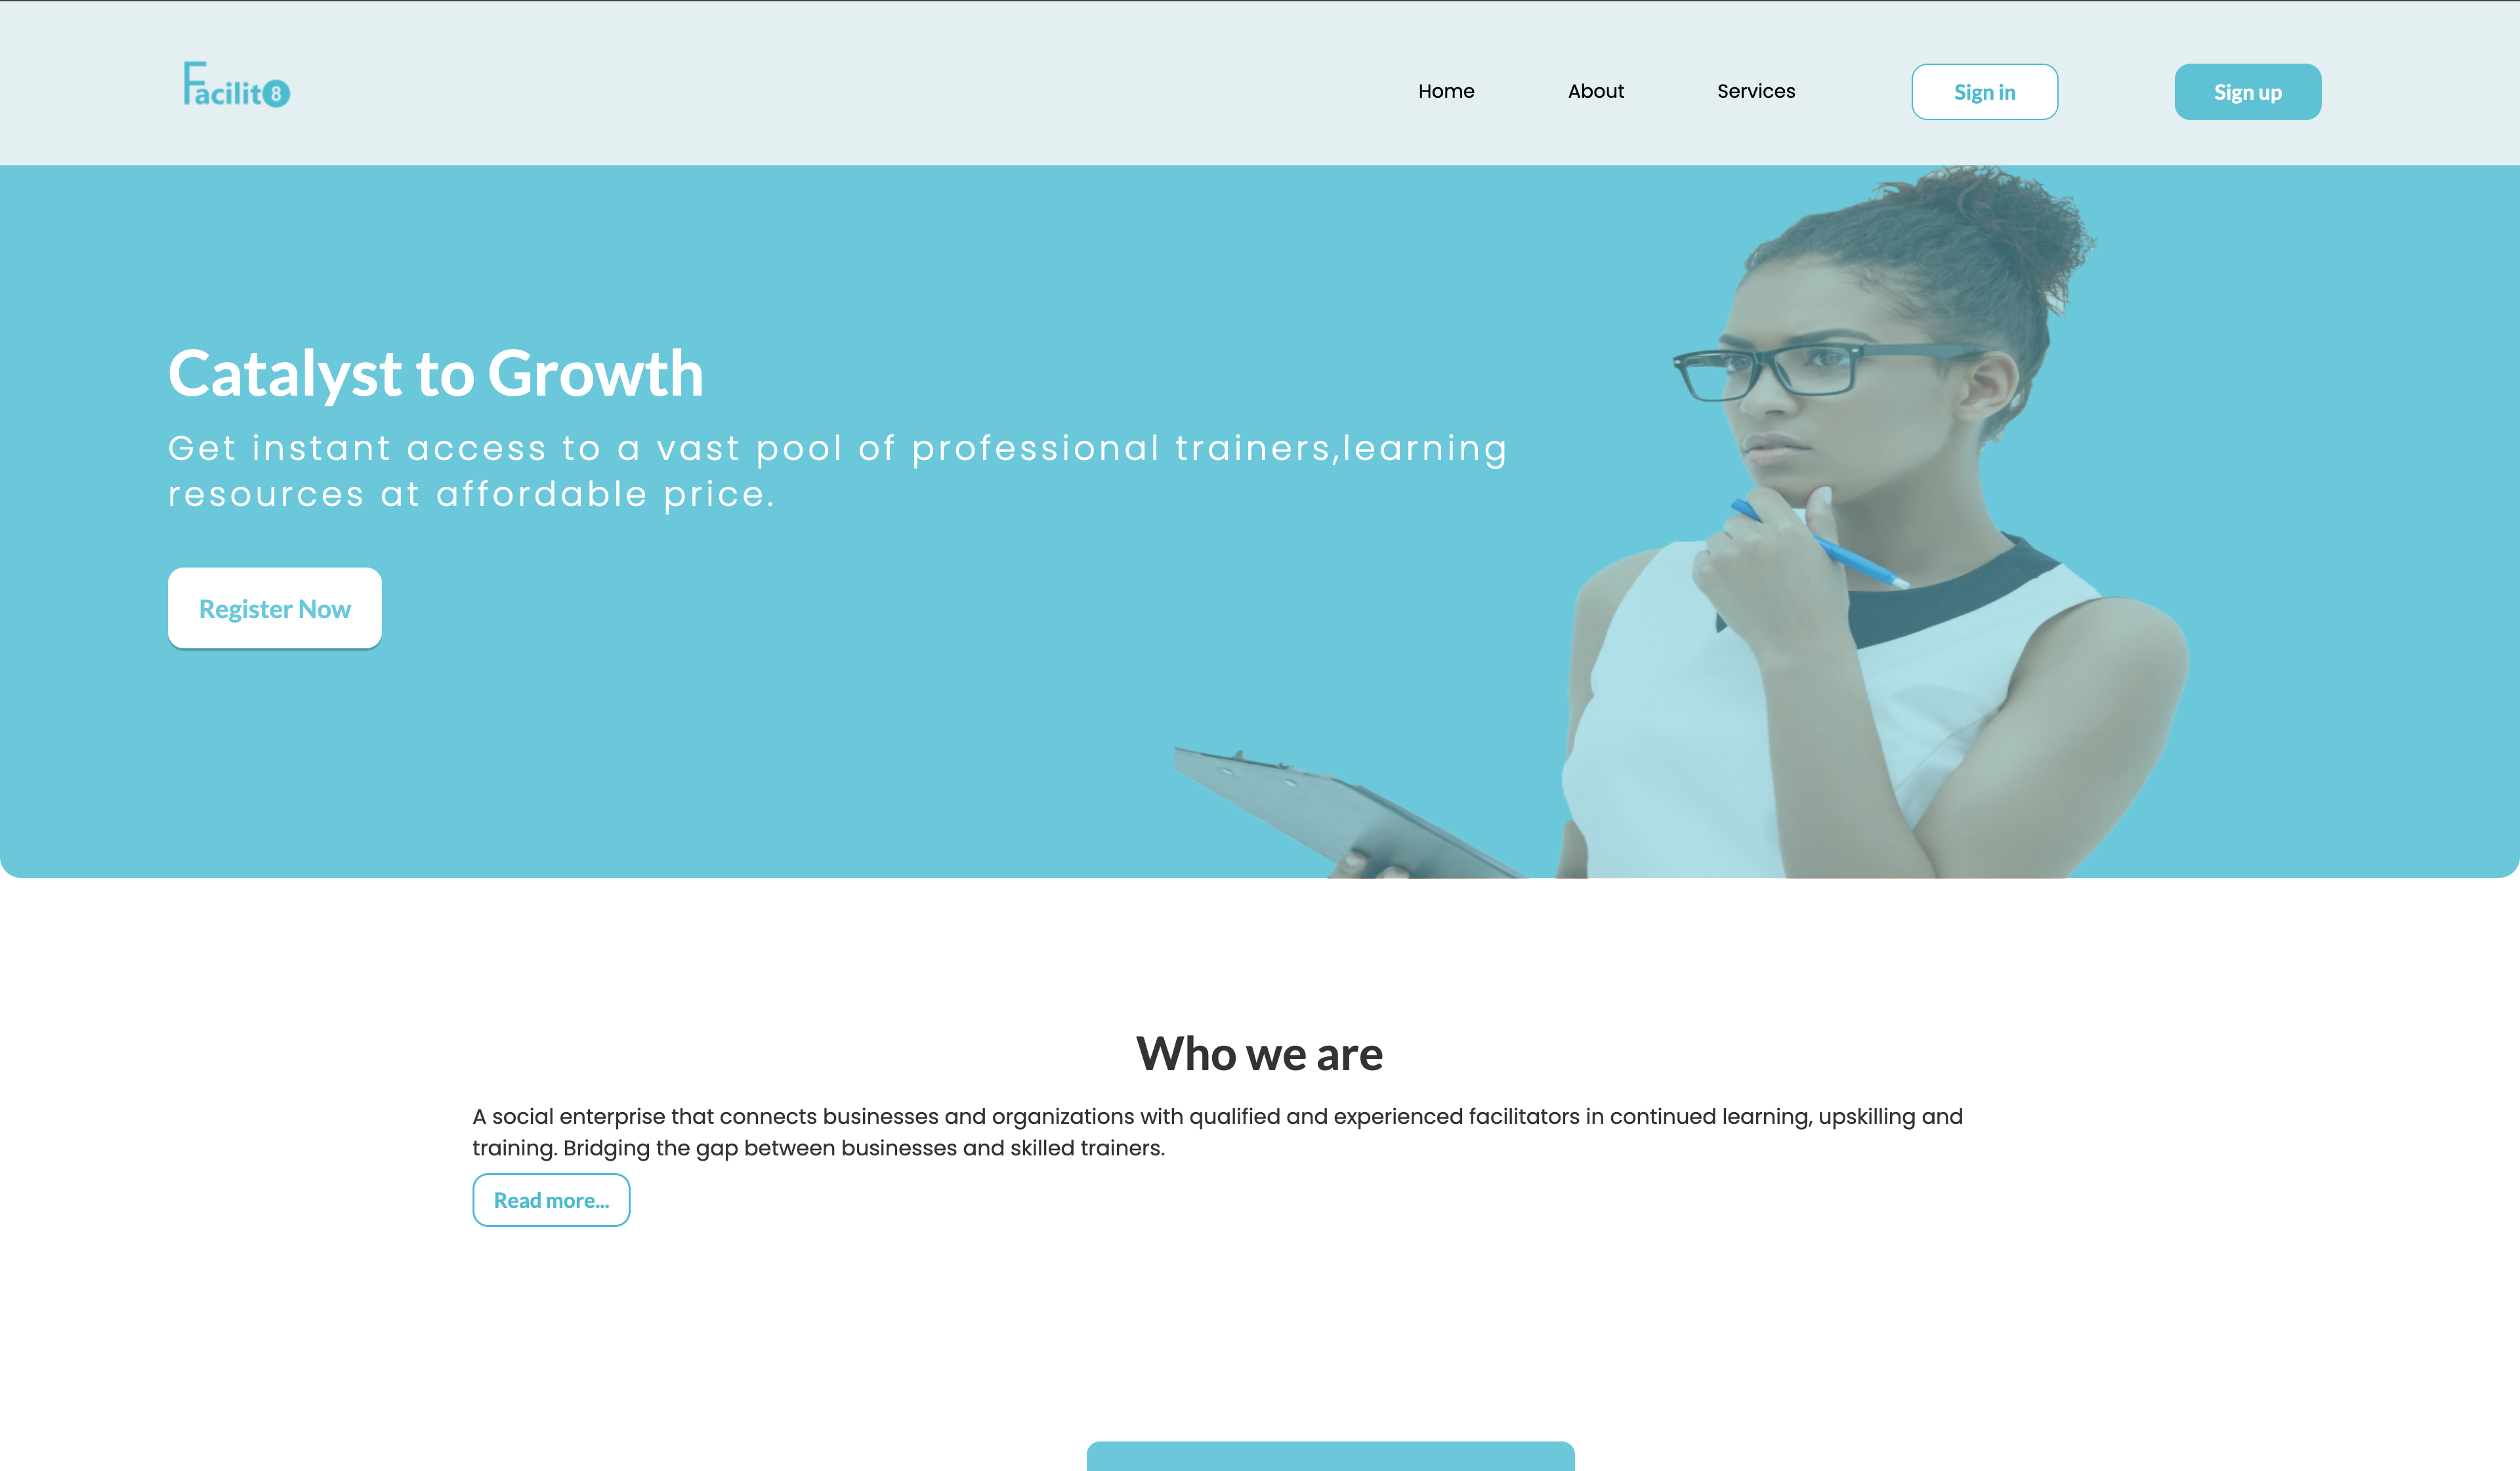 Facilit8
Home
About
Services
Sign in
Sign up
Catalyst to Growth
Get instant access to a vast pool of professional trainers,learning
resources at affordable price.
Register Now
Who we are
A social enterprise that connects businesses and organizations with qualified and experienced facilitators in continued learning, upskilling and
training. Bridging the gap between businesses and skilled trainers.
Read more...